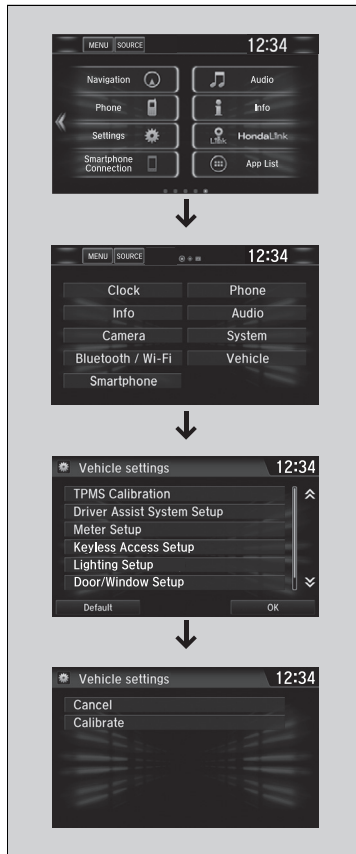 MENU SOURCE 12:34
Navigation Audio
Phone Info
Settings Link HondaLink
Smartphone
Connection App List
MENU SOURCE 12:34
Clock Phone
Info Audio
Camera System
Bluetooth / Wi-Fi Vehicle
Smartphone
Vehicle settings 12:34
TPMS Calibration
Driver Assist System Setup
Meter Setup
Keyless Access Setup
Lighting Setup
Door/Window Setup
Default OK
Vehicle settings 12:34
Cancel
Calibrate